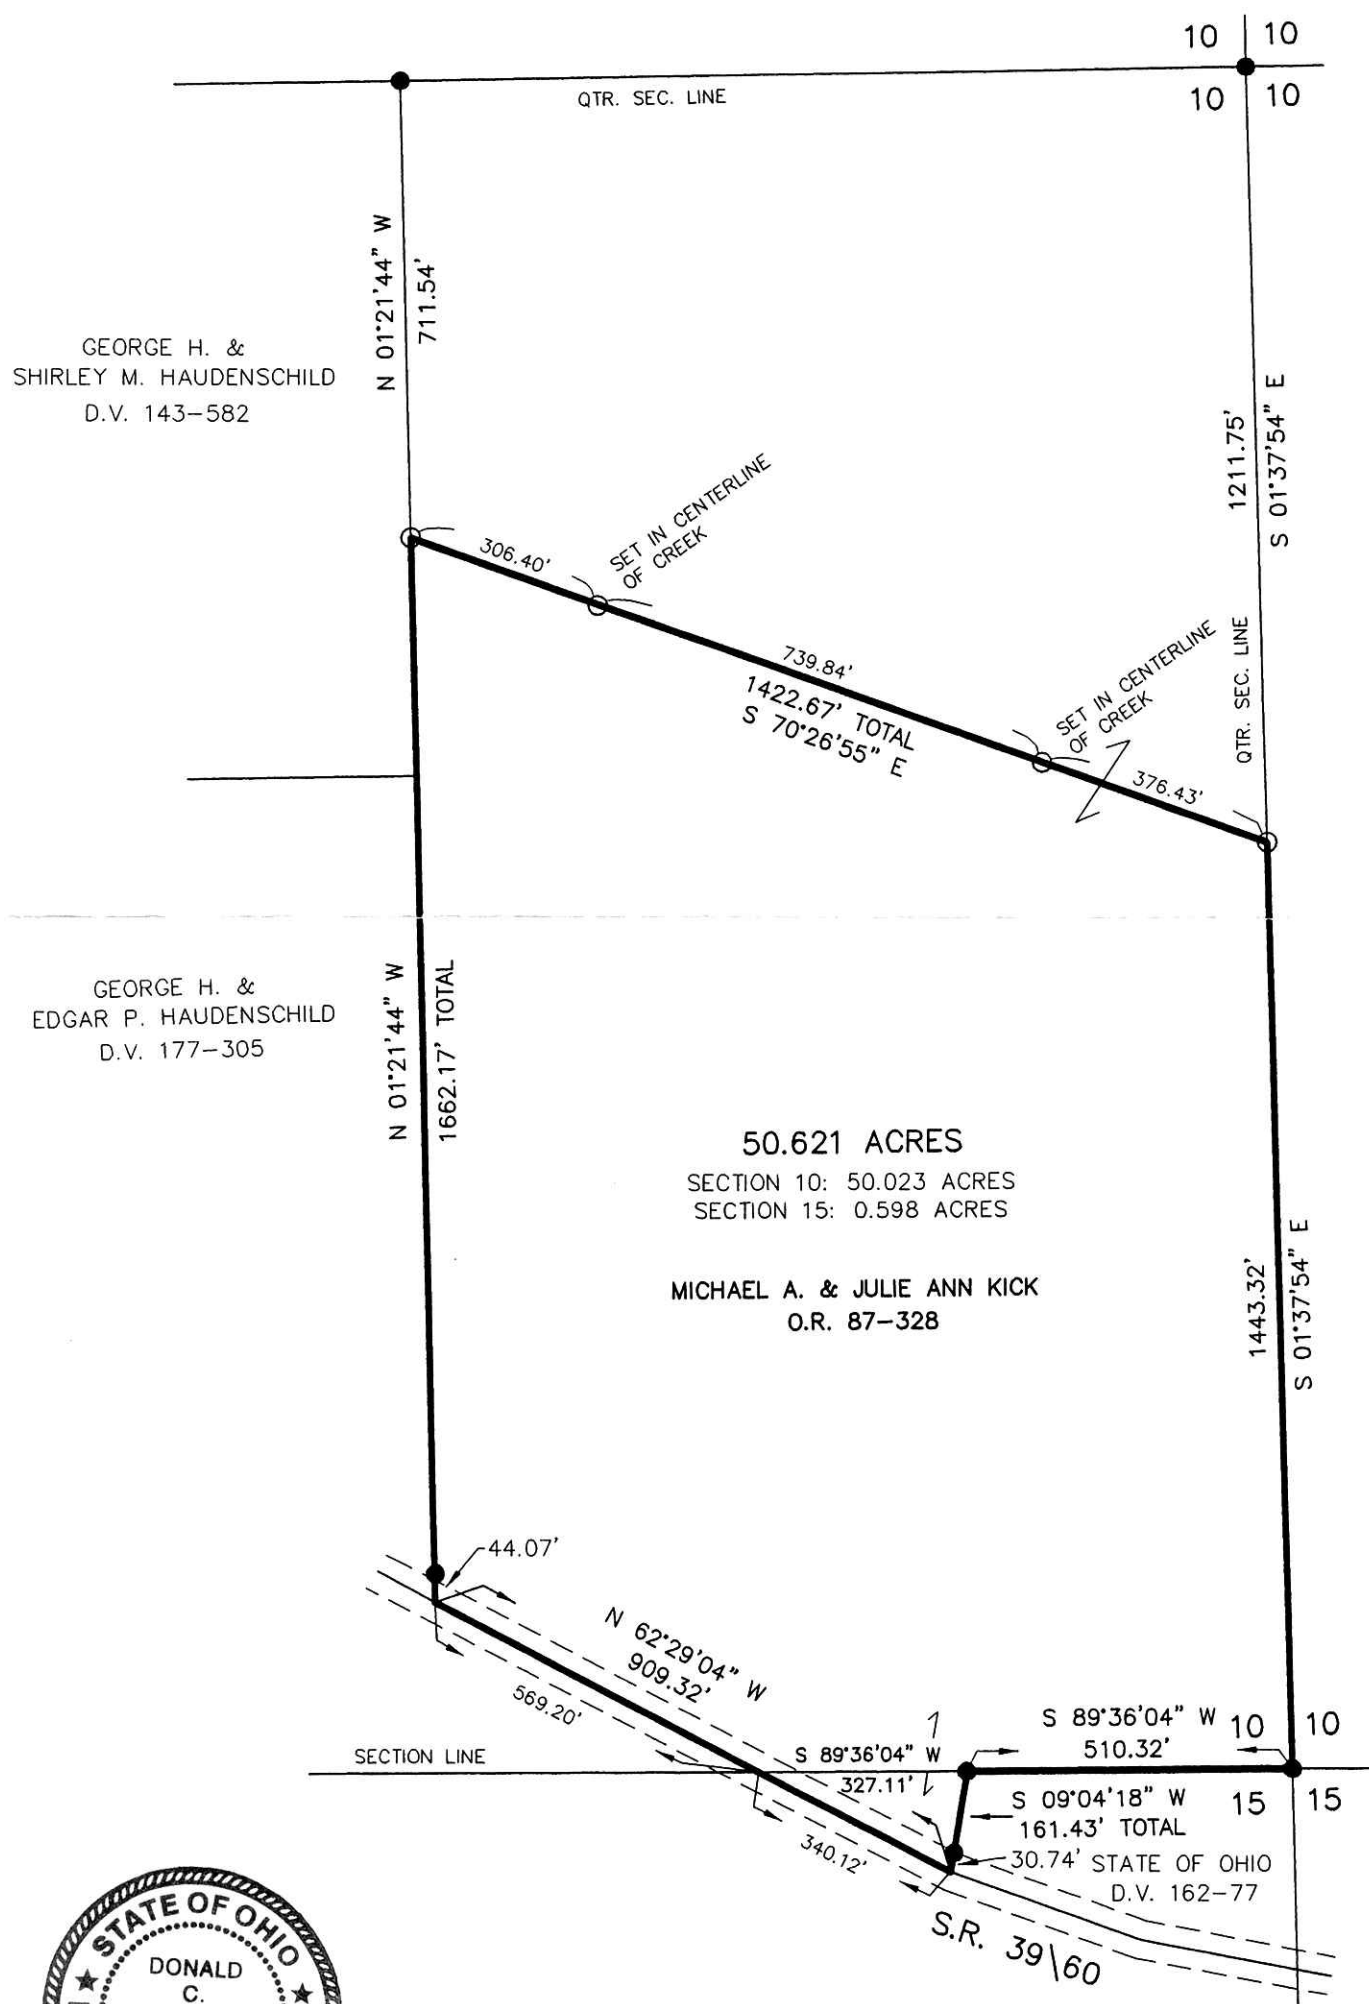 10 10
QTR. SEC. LINE
10 10
N 01°21'44" W
711.54'
GEORGE H. &
SHIRLEY M. HAUDENSCHILD
D.V. 143-582
1211.75'
S 01°37'54" E
306.40'
SET IN CENTERLINE
OF CREEK
739.84'
1422.67' TOTAL
S 70°26'55" E
SET IN CENTERLINE
OF CREEK
QTR. SEC. LINE
376.43'
GEORGE H. &
EDGAR P. HAUDENSCHILD
D.V. 177-305
N 01°21'44" W
1662.17' TOTAL
50.621 ACRES
SECTION 10: 50.023 ACRES
SECTION 15: 0.598 ACRES
MICHAEL A. & JULIE ANN KICK
O.R. 87-328
1443.32'
S 01°37'54" E
44.07'
N 62°29'04" W
909.32'
569.20'
SECTION LINE
S 89°36'04" W
327.11'
S 89°36'04" W
510.32'
10 10
15 15
S 09°04'18" W
161.43' TOTAL
340.12'
30.74'
STATE OF OHIO
D.V. 162-77
S.R. 39\60
STATE OF OHIO
DONALD
C.